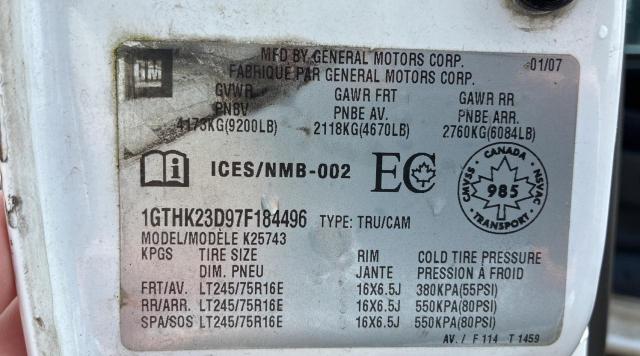 GM
MFD BY GENERAL MOTORS CORP. 01/07
FABRIQUE PAR GENERAL MOTORS CORP.
GVWR GAWR FRT GAWR RR
PNBV PNBE AV. PNBE ARR.
4173KG(9200LB) 2118KG(4670LB) 2760KG(6084LB)
ICES/NMB-002 EC
CANADA
CMVSS NSVAC
985
TRANSPORT
1GTHK23D97F184496 TYPE: TRU/CAM
MODEL/MODÈLE K25743
KPGS TIRE SIZE RIM COLD TIRE PRESSURE
DIM. PNEU JANTE PRESSION À FROID
FRT/AV. LT245/75R16E 16X6.5J 380KPA(55PSI)
RR/ARR. LT245/75R16E 16X6.5J 550KPA(80PSI)
SPA/SOS LT245/75R16E 16X6.5J 550KPA(80PSI)
AV. / F 114 T 1459